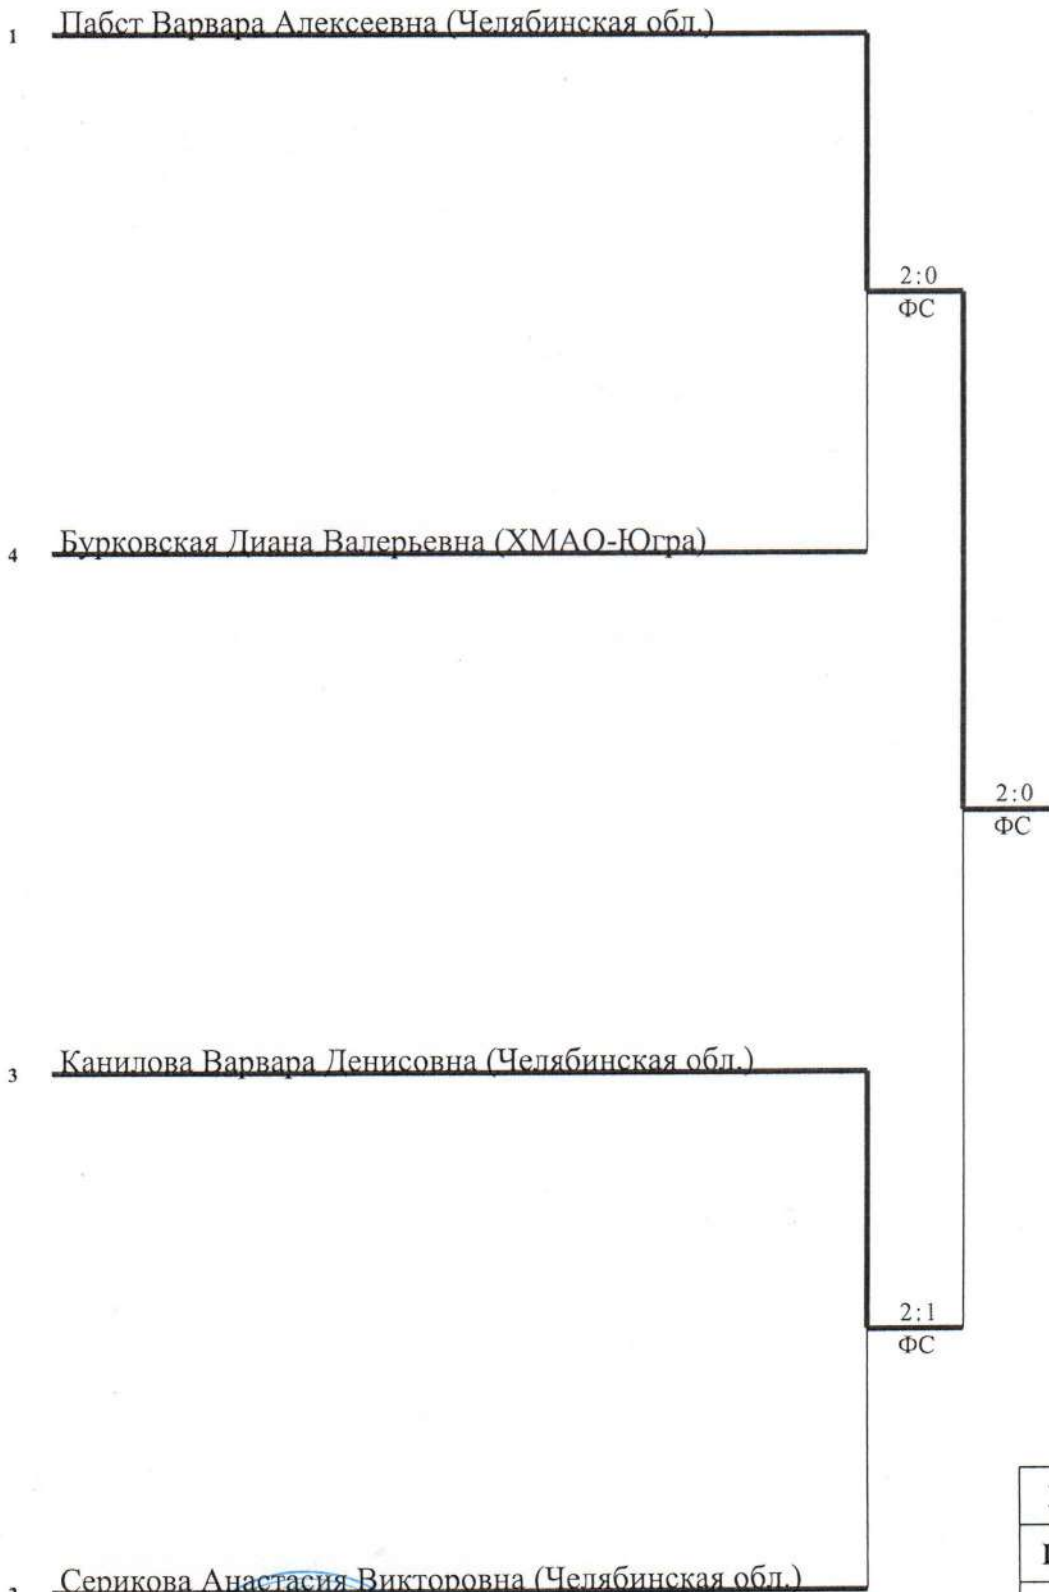 1 Пабст Варвара Алексеевна (Челябинская обл.)
2:0
ФС
4 Бурковская Диана Валерьевна (ХМАО-Югра)
2:0
ФС
3 Канилова Варвара Денисовна (Челябинская обл.)
2:1
ФС
Серикова Анастасия Викторовна (Челябинская обл.)